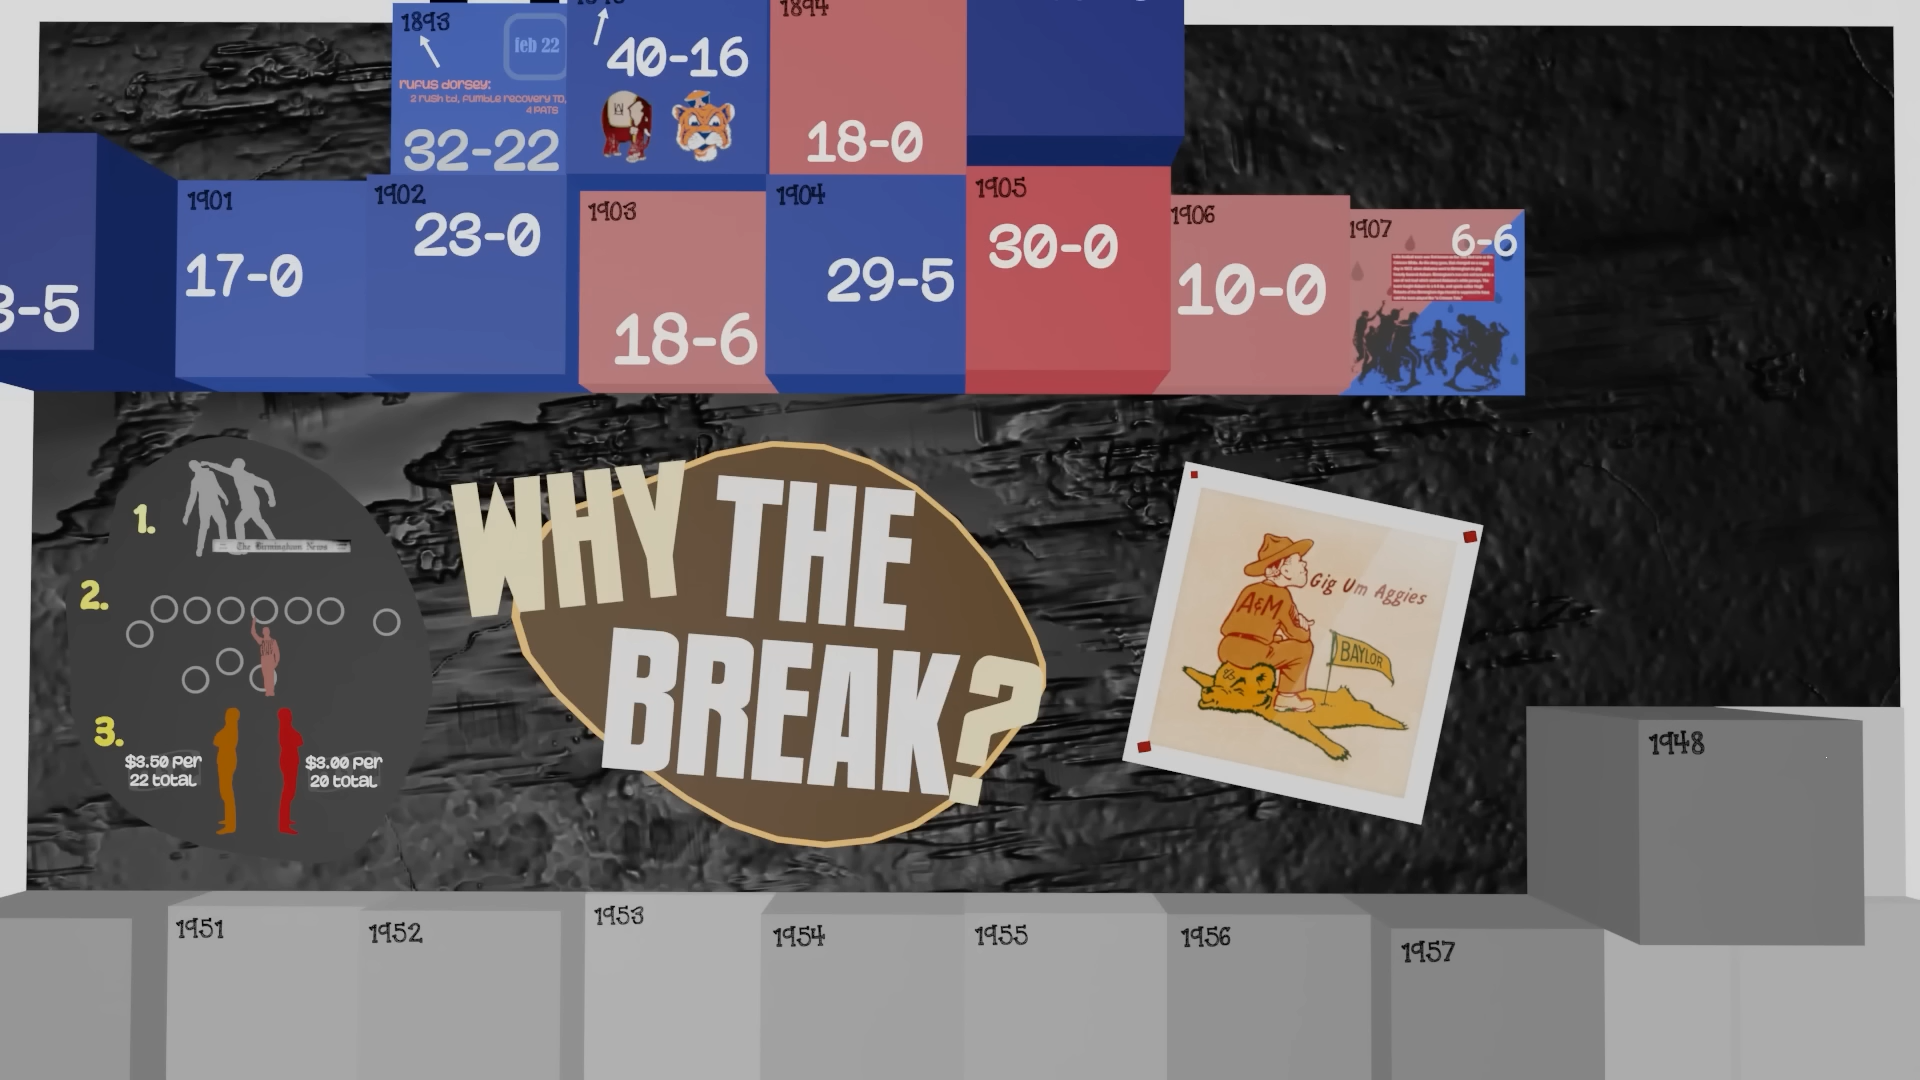 1893
feb 22
rufus dorsey:
2 rush td, fumble recovery TD,
4 PATS
32-22
40-16
1894
18-0
3-5
1901
17-0
1902
23-0
1903
18-6
1904
29-5
1905
30-0
1906
10-0
1907
6-6
1.
The Birmingham News
2.
3.
$3.50 per
22 total
$3.00 per
20 total
WHY THE
BREAK?
Gig Um Aggies
A&M
BAYLOR
1948
1951
1952
1953
1954
1955
1956
1957